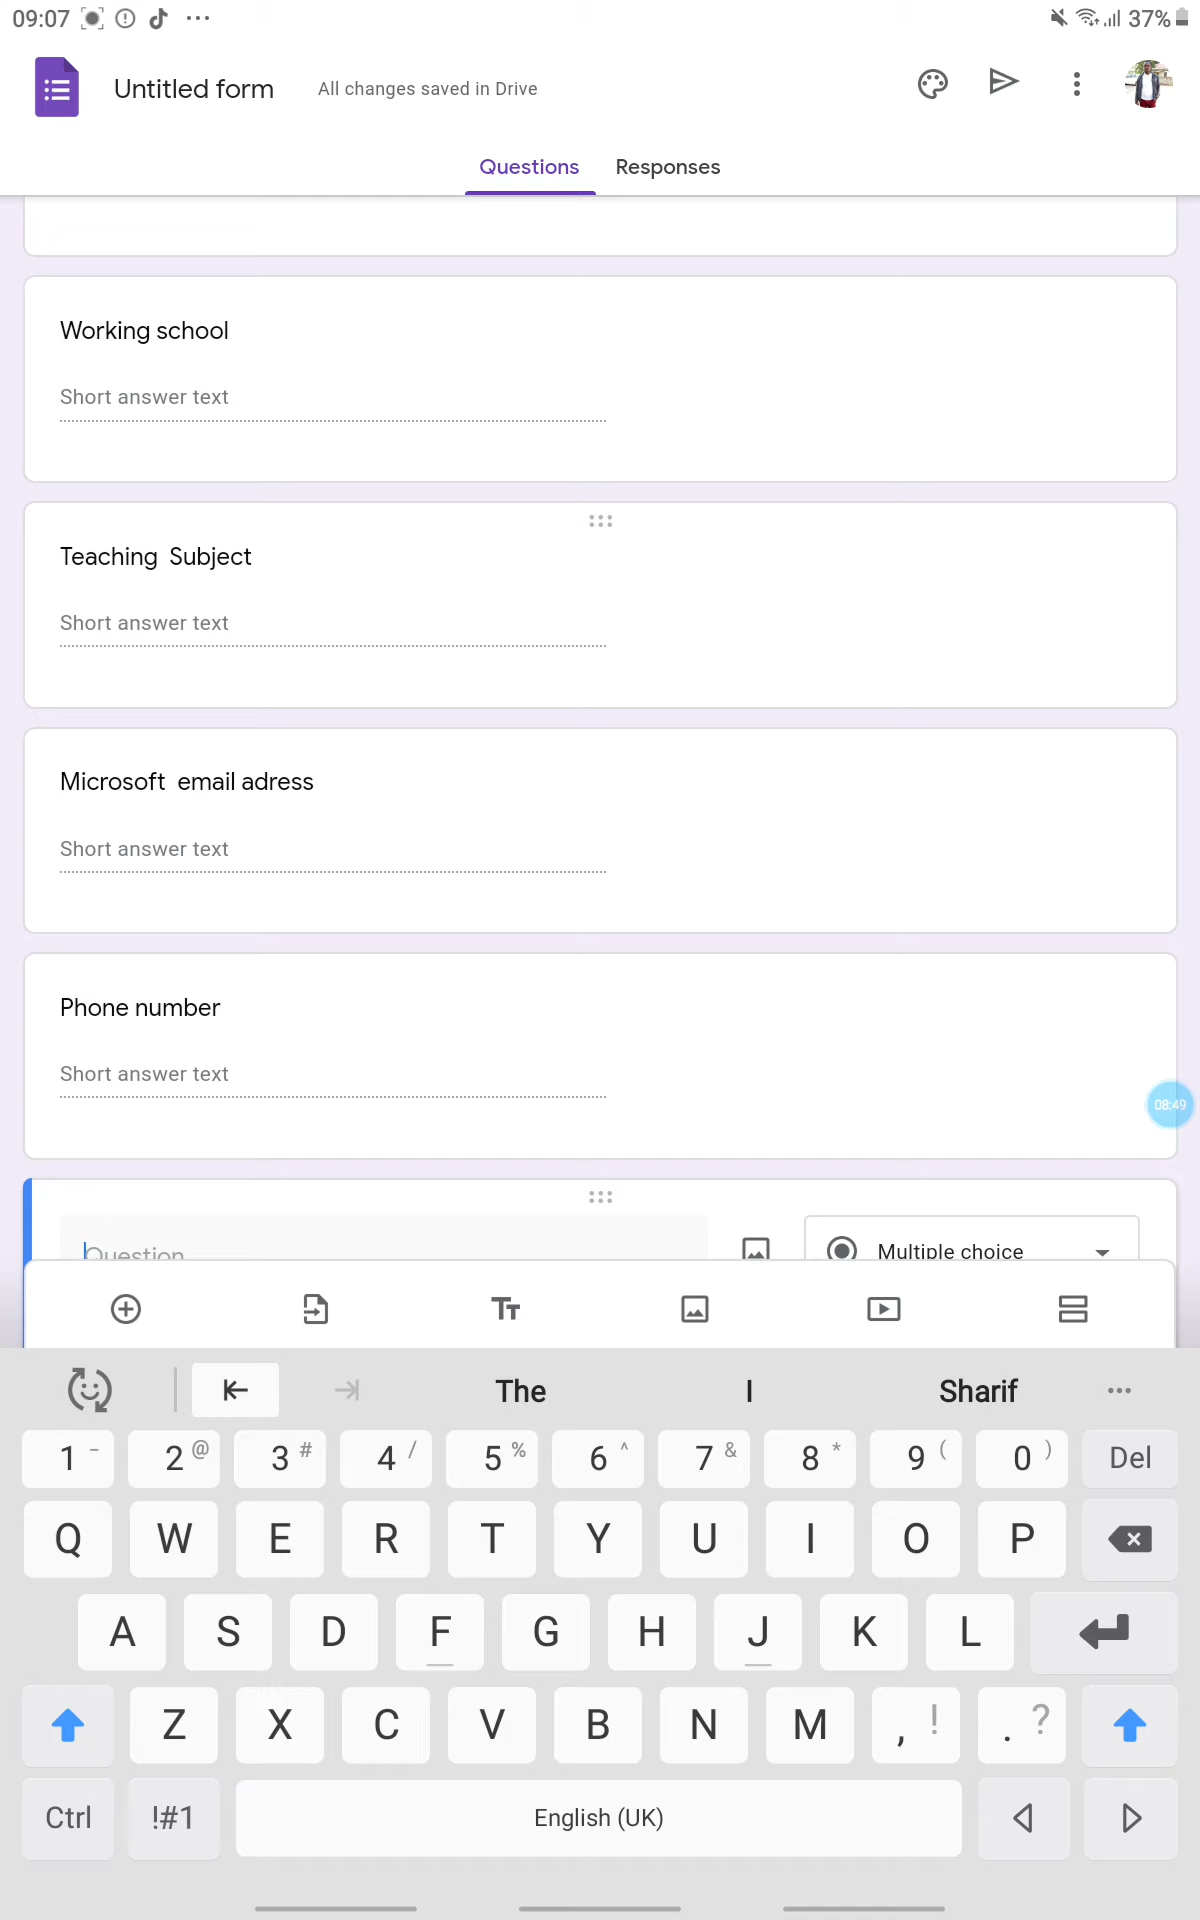 09:07
37%
Untitled form
All changes saved in Drive
Questions
Responses
Working school
Short answer text
Teaching  Subject
Short answer text
Microsoft  email adress
Short answer text
Phone number
Short answer text
08:49
Question
Multiple choice
The
I
Sharif
1 - 2 @ 3 # 4 / 5 % 6 ^ 7 & 8 * 9 ( 0 ) Del
Q W E R T Y U I O P
A S D F G H J K L
Z X C V B N M , ! . ?
Ctrl !#1 English (UK)